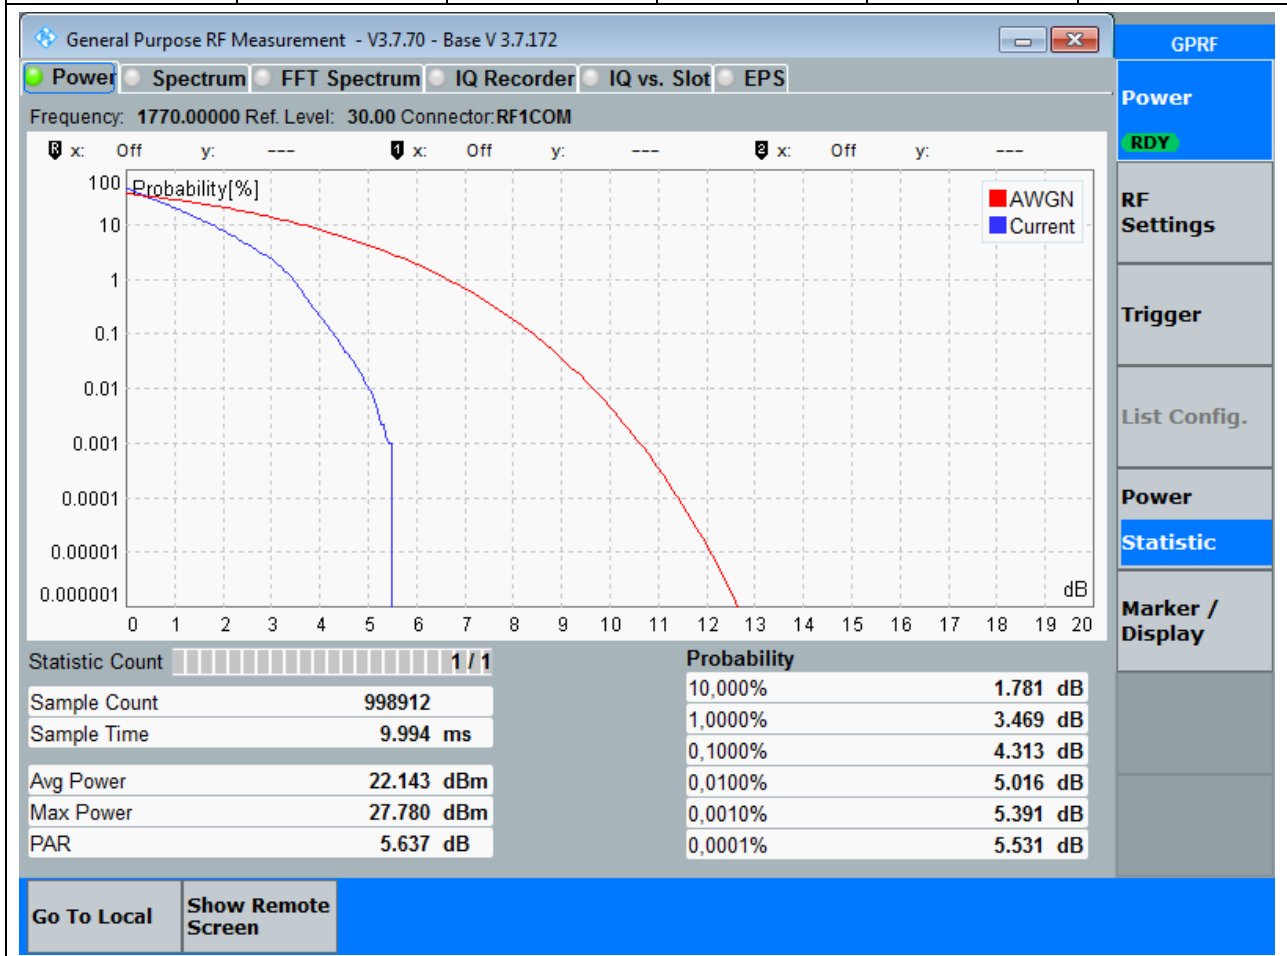 General Purpose RF Measurement - V3.7.70 - Base V 3.7.172
GPRF
Power Spectrum FFT Spectrum IQ Recorder IQ vs. Slot EPS
Frequency: 1770.00000 Ref. Level: 30.00 Connector: RF1COM
R x: Off y: --- 1 x: Off y: --- 2 x: Off y: ---
Probability[%]
AWGN
Current
100
10
1
0.1
0.01
0.001
0.0001
0.00001
0.000001
dB
0 1 2 3 4 5 6 7 8 9 10 11 12 13 14 15 16 17 18 19 20
Statistic Count 1 / 1
Sample Count 998912
Sample Time 9.994 ms
Avg Power 22.143 dBm
Max Power 27.780 dBm
PAR 5.637 dB
Probability
10,000% 1.781 dB
1,0000% 3.469 dB
0,1000% 4.313 dB
0,0100% 5.016 dB
0,0010% 5.391 dB
0,0001% 5.531 dB
Power
RDY
RF
Settings
Trigger
List Config.
Power
Statistic
Marker /
Display
Go To Local
Show Remote
Screen